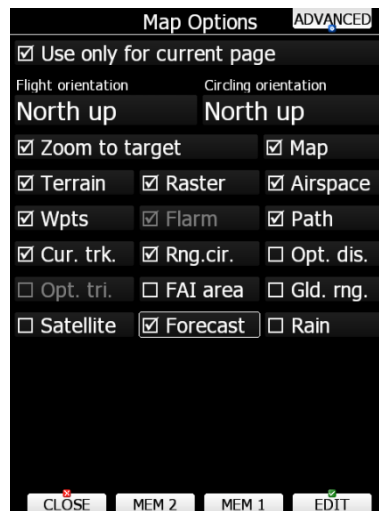 Map Options ADVANCED
Use only for current page
Flight orientation Circling orientation
North up North up
Zoom to target Map
Terrain Raster Airspace
Wpts Flarm Path
Cur. trk. Rng.cir. Opt. dis.
Opt. tri. FAI area Gld. rng.
Satellite Forecast Rain
CLOSE MEM 2 MEM 1 EDIT